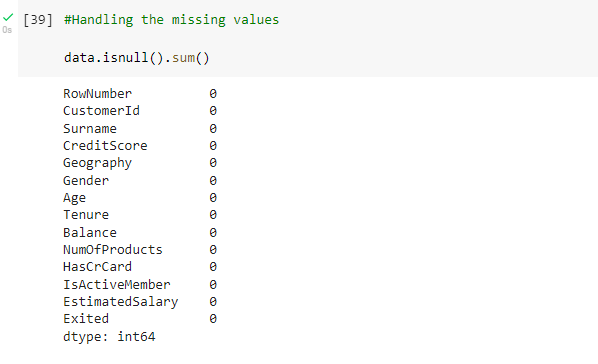 [39] #Handling the missing values
0s
data.isnull().sum()
RowNumber 0
CustomerId 0
Surname 0
CreditScore 0
Geography 0
Gender 0
Age 0
Tenure 0
Balance 0
NumOfProducts 0
HasCrCard 0
IsActiveMember 0
EstimatedSalary 0
Exited 0
dtype: int64